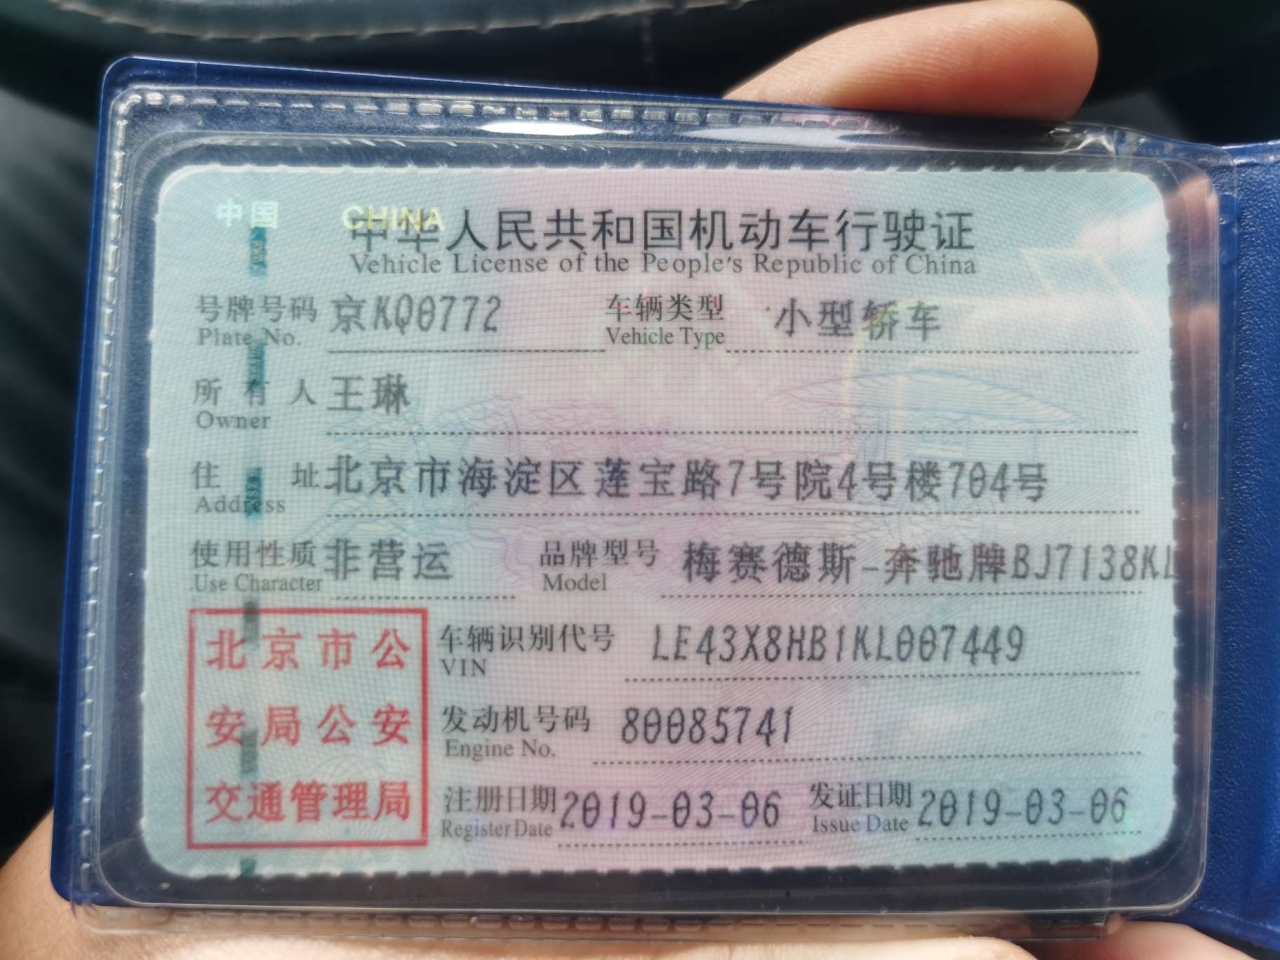 中国 CHINA
中华人民共和国机动车行驶证
Vehicle License of the People's Republic of China
号牌号码 京KQ0772 车辆类型 小型轿车
Plate No. Vehicle Type
所有人 王琳
Owner
住址 北京市海淀区莲宝路7号院4号楼704号
Address
使用性质 非营运 品牌型号 梅赛德斯-奔驰牌BJ7138KL
Use Character Model
北京市公
安局公安
交通管理局
车辆识别代号 LE43X8HB1KL007449
VIN
发动机号码 80085741
Engine No.
注册日期 2019-03-06 发证日期 2019-03-06
Register Date Issue Date